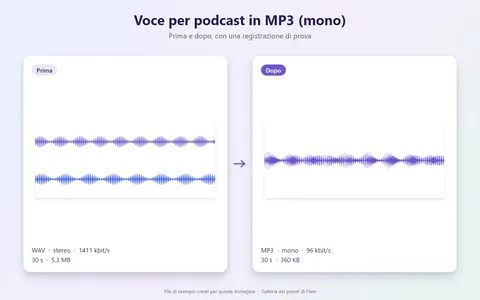 Voce per podcast in MP3 (mono)
Prima e dopo, con una registrazione di prova
Prima
WAV · stereo · 1411 kbit/s
30 s · 5.3 MB
Dopo
MP3 · mono · 96 kbit/s
30 s · 360 KB
File di esempio creati per questa immagine · Galleria dei preset di Filee